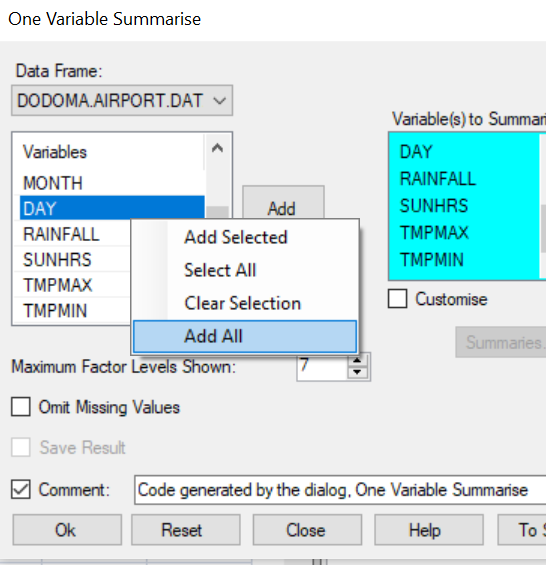 One Variable Summarise
Data Frame:
DODOMA.AIRPORT.DAT
Variables
MONTH
DAY
RAINFALL
SUNHRS
TMPMAX
TMPMIN
Add
Add Selected
Select All
Clear Selection
Add All
Variable(s) to Summari
DAY
RAINFALL
SUNHRS
TMPMAX
TMPMIN
Customise
Summaries.
Maximum Factor Levels Shown:
7
Omit Missing Values
Save Result
Comment:
Code generated by the dialog, One Variable Summarise
Ok
Reset
Close
Help
To S